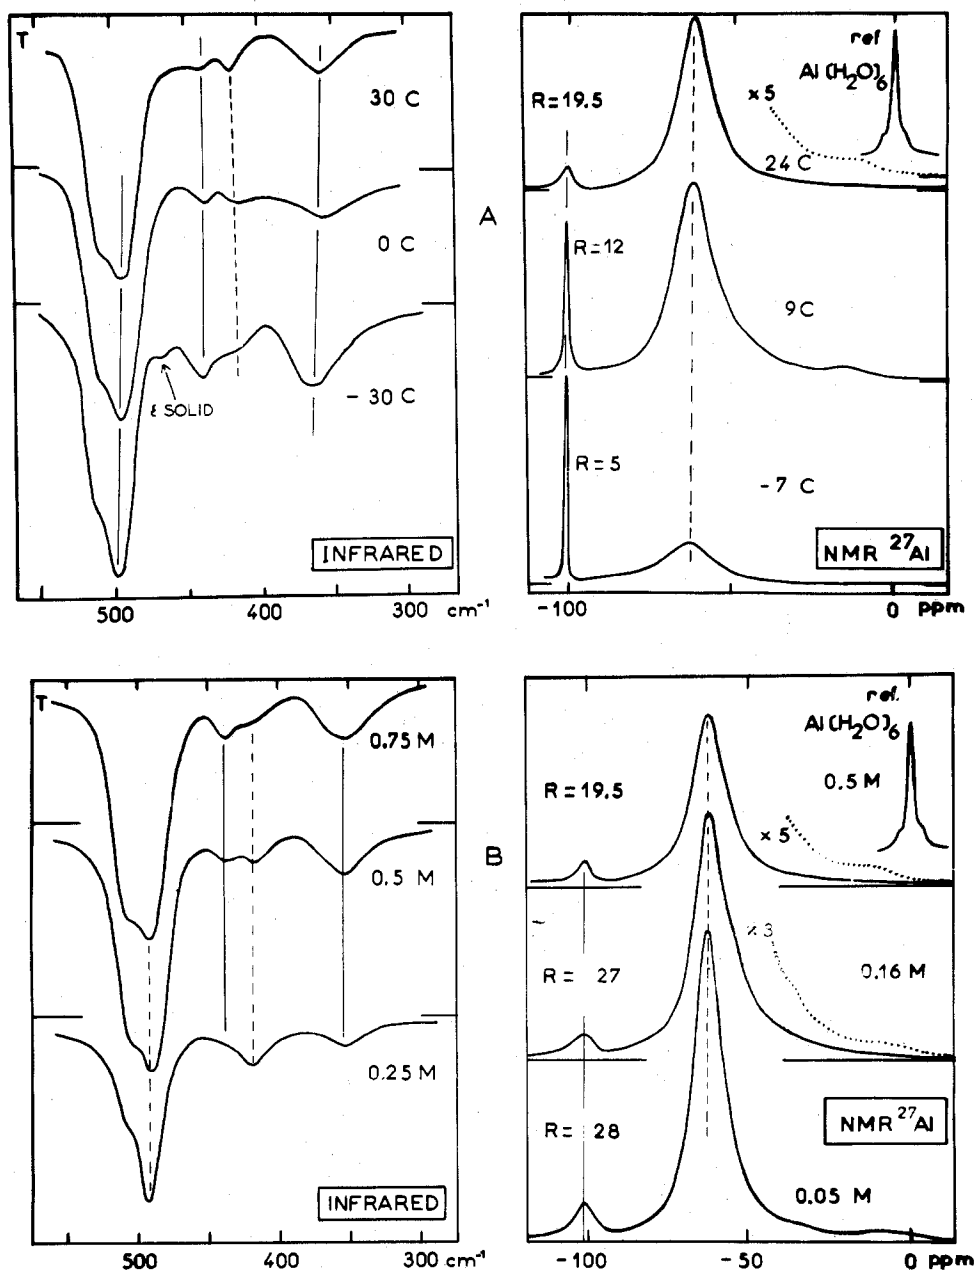 T
30 C
0 C
ε SOLID
- 30 C
INFRARED
500
400
300 cm⁻¹
A
ref.
Al(H₂O)₆
× 5
R=19.5
24 C
R=12
9C
R=5
-7 C
NMR ²⁷Al
-100
0 ppm
T
0.75 M
0.5 M
0.25 M
INFRARED
500
400
300 cm⁻¹
B
ref.
Al(H₂O)₆
R=19.5
0.5 M
× 5
× 3
R= 27
0.16 M
NMR ²⁷Al
R= 28
0.05 M
-100
-50
0 ppm